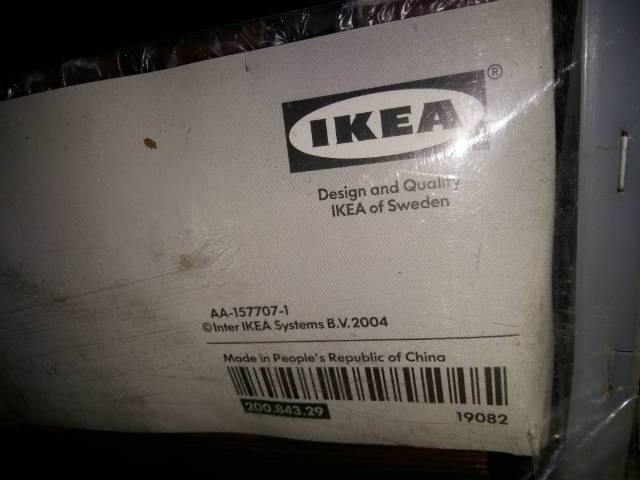 IKEA®
Design and Quality
IKEA of Sweden
AA-157707-1
©Inter IKEA Systems B.V.2004
Made in People's Republic of China
200.843.29
19082